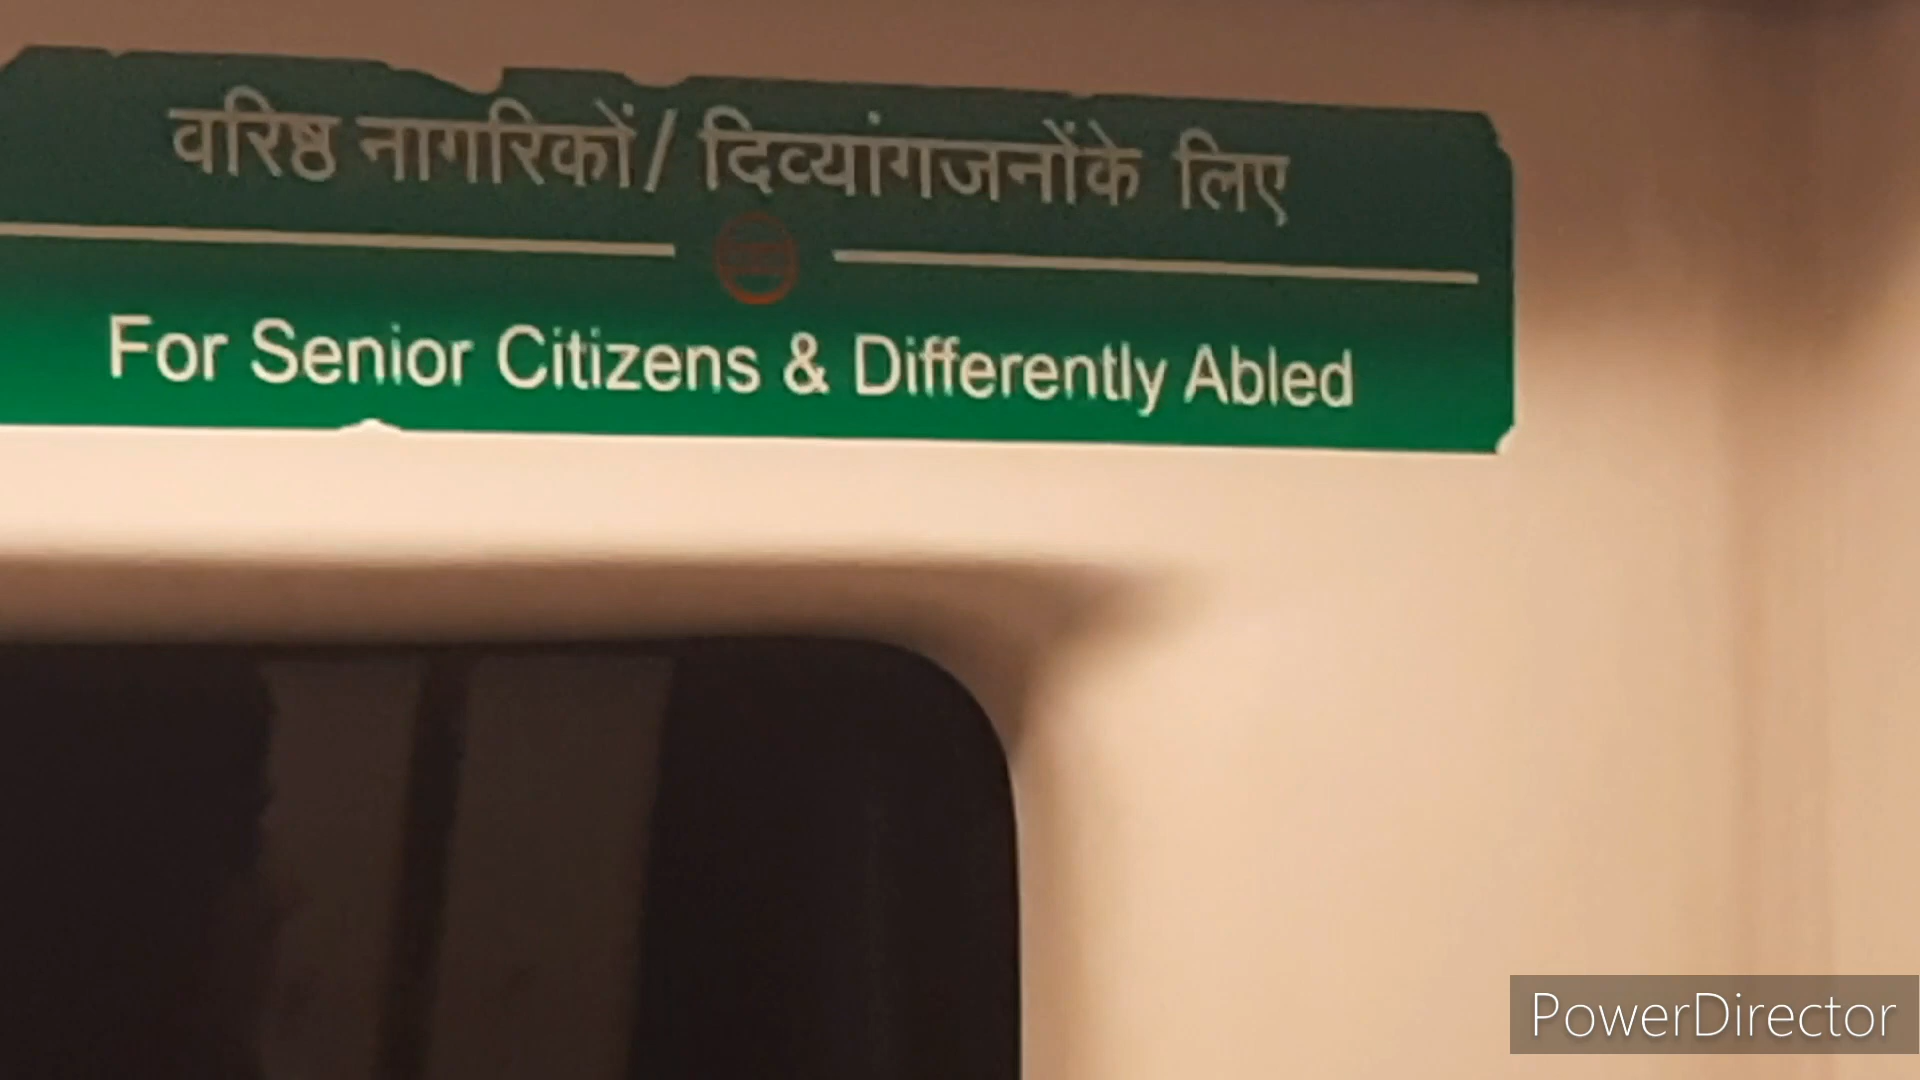 वरिष्ठ नागरिकों/ दिव्यांगजनोंके लिए
For Senior Citizens & Differently Abled
PowerDirector